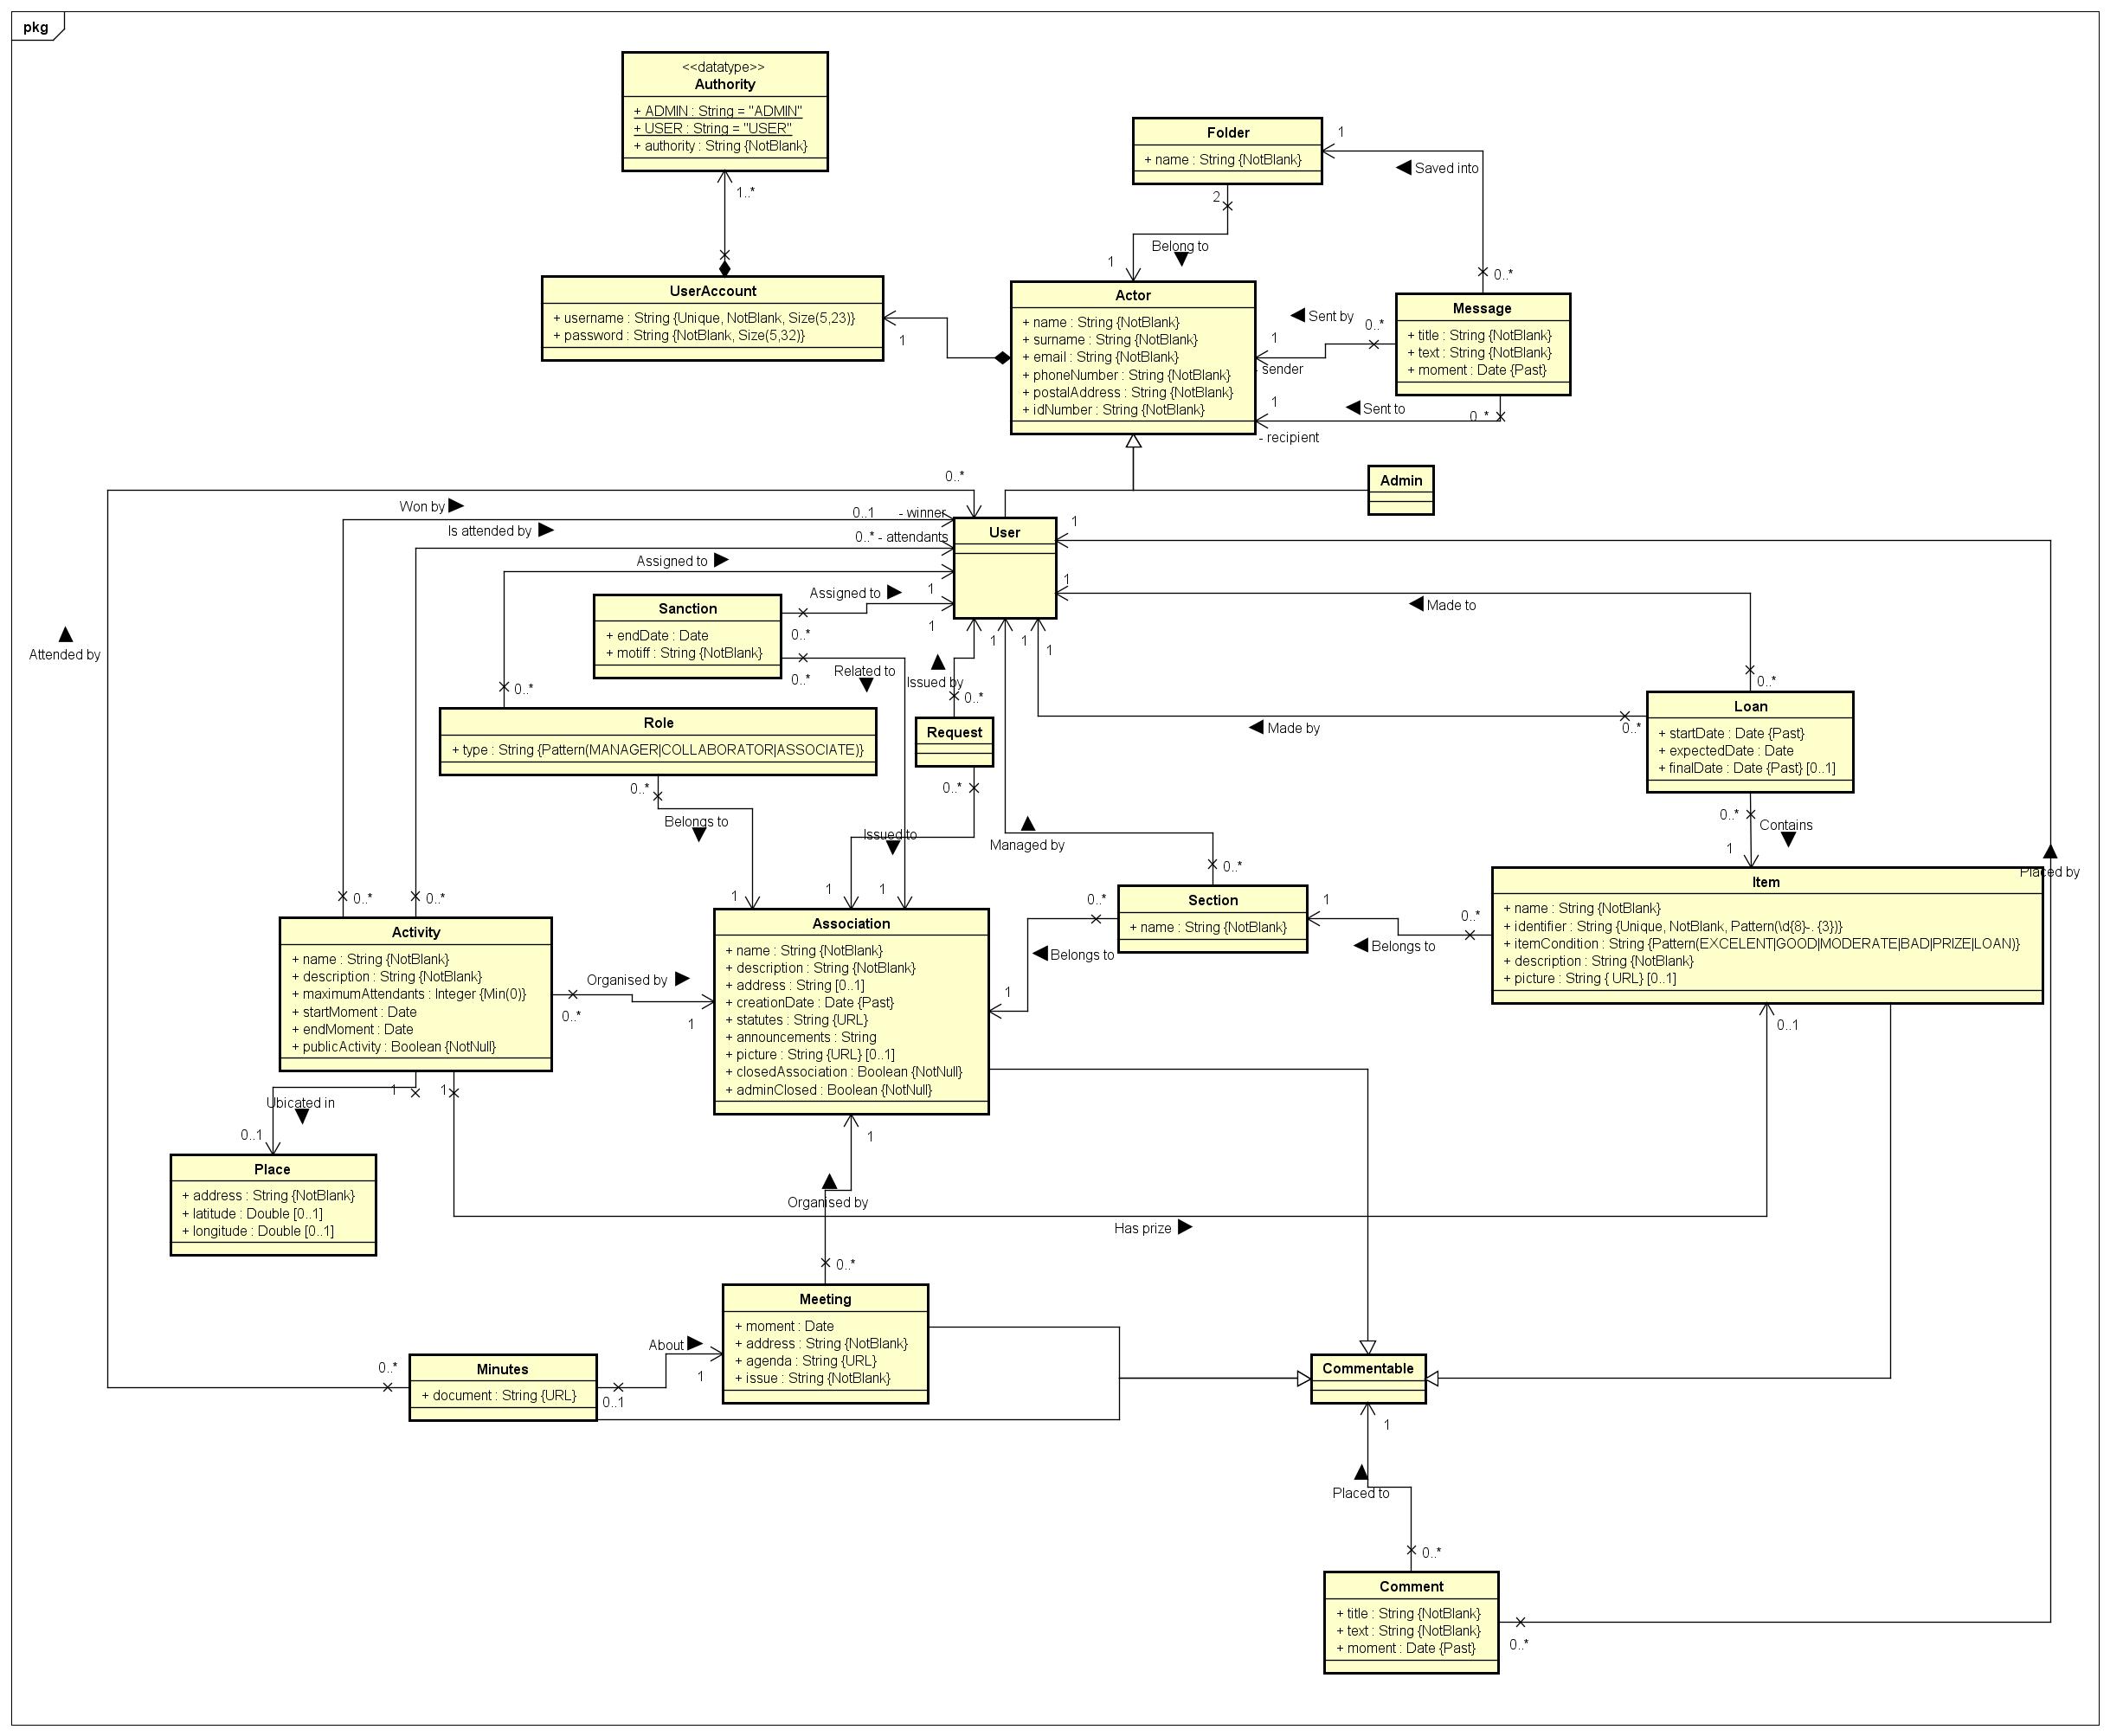 pkg
<<datatype>>
Authority
+ ADMIN : String = "ADMIN"
+ USER : String = "USER"
+ authority : String {NotBlank}
1..*
Folder
+ name : String {NotBlank}
1
Saved into
2
Belong to
1
0..*
UserAccount
+ username : String {Unique, NotBlank, Size(5,23)}
+ password : String {NotBlank, Size(5,32)}
1
Actor
+ name : String {NotBlank}
+ surname : String {NotBlank}
+ email : String {NotBlank}
+ phoneNumber : String {NotBlank}
+ postalAddress : String {NotBlank}
+ idNumber : String {NotBlank}
Message
+ title : String {NotBlank}
+ text : String {NotBlank}
+ moment : Date {Past}
Sent by
0..*
1
- sender
1
Sent to
0..*
- recipient
Admin
0..*
Won by
0..1
- winner
Is attended by
0..*
- attendants
User
1
Assigned to
Assigned to
1
1
Made to
Sanction
+ endDate : Date
+ motiff : String {NotBlank}
0..*
1
1
1
1
Attended by
Related to
0..*
Issued by
0..*
0..*
0..*
Role
+ type : String {Pattern(MANAGER|COLLABORATOR|ASSOCIATE)}
Request
Made by
0..*
Loan
+ startDate : Date {Past}
+ expectedDate : Date
+ finalDate : Date {Past} [0..1]
0..*
Belongs to
0..*
Issued to
Managed by
0..*
Contains
1
0..*
Placed by
0..*
0..*
1
1
1
Activity
+ name : String {NotBlank}
+ description : String {NotBlank}
+ maximumAttendants : Integer {Min(0)}
+ startMoment : Date
+ endMoment : Date
+ publicActivity : Boolean {NotNull}
Organised by
0..*
1
Association
+ name : String {NotBlank}
+ description : String {NotBlank}
+ address : String [0..1]
+ creationDate : Date {Past}
+ statutes : String {URL}
+ announcements : String
+ picture : String {URL} [0..1]
+ closedAssociation : Boolean {NotNull}
+ adminClosed : Boolean {NotNull}
0..*
Belongs to
1
Section
+ name : String {NotBlank}
1
Belongs to
0..*
Item
+ name : String {NotBlank}
+ identifier : String {Unique, NotBlank, Pattern(\d{8}-. {3})}
+ itemCondition : String {Pattern(EXCELENT|GOOD|MODERATE|BAD|PRIZE|LOAN)}
+ description : String {NotBlank}
+ picture : String { URL} [0..1]
0..1
1
1
Ubicated in
0..1
Place
+ address : String {NotBlank}
+ latitude : Double [0..1]
+ longitude : Double [0..1]
1
Organised by
Has prize
0..*
Meeting
+ moment : Date
+ address : String {NotBlank}
+ agenda : String {URL}
+ issue : String {NotBlank}
About
1
0..*
Minutes
+ document : String {URL}
0..1
Commentable
1
Placed to
0..*
Comment
+ title : String {NotBlank}
+ text : String {NotBlank}
+ moment : Date {Past}
0..*